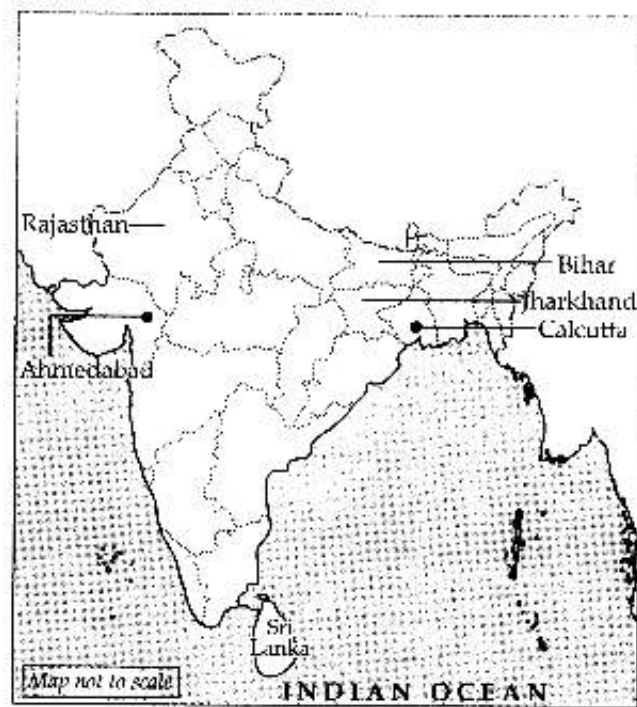 Rajasthan
Bihar
Jharkhand
Calcutta
Ahmedabad
Sri
Lanka
Map not to scale
INDIAN OCEAN